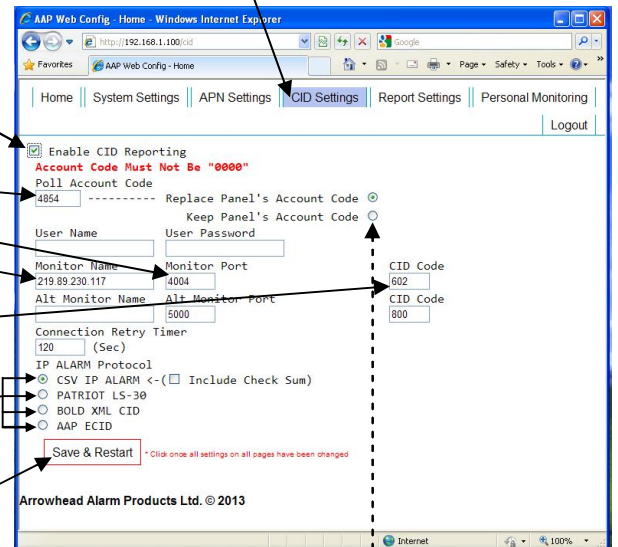 AAP Web Config - Home - Windows Internet Explorer
http://192.168.1.100/cid
Google
Favorites AAP Web Config - Home Page Safety Tools
Home System Settings APN Settings CID Settings Report Settings Personal Monitoring
Logout
Enable CID Reporting
Account Code Must Not Be "0000"
Poll Account Code
4854 ---------- Replace Panel's Account Code
Keep Panel's Account Code
User Name User Password
Monitor Name Monitor Port CID Code
219.89.230.117 4004 602
Alt Monitor Name Alt Monitor Port CID Code
5000 800
Connection Retry Timer
120 (Sec)
IP ALARM Protocol
CSV IP ALARM <-( Include Check Sum)
PATRIOT LS-30
BOLD XML CID
AAP ECID
Save & Restart * Click once all settings on all pages have been changed
Arrowhead Alarm Products Ltd. © 2013
Internet 100%